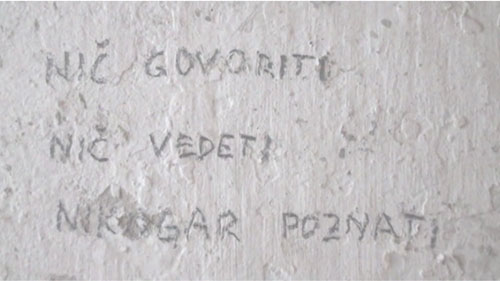 NIČ GOVORITI
NIČ VEDETI
NIKOGAR POZNATI